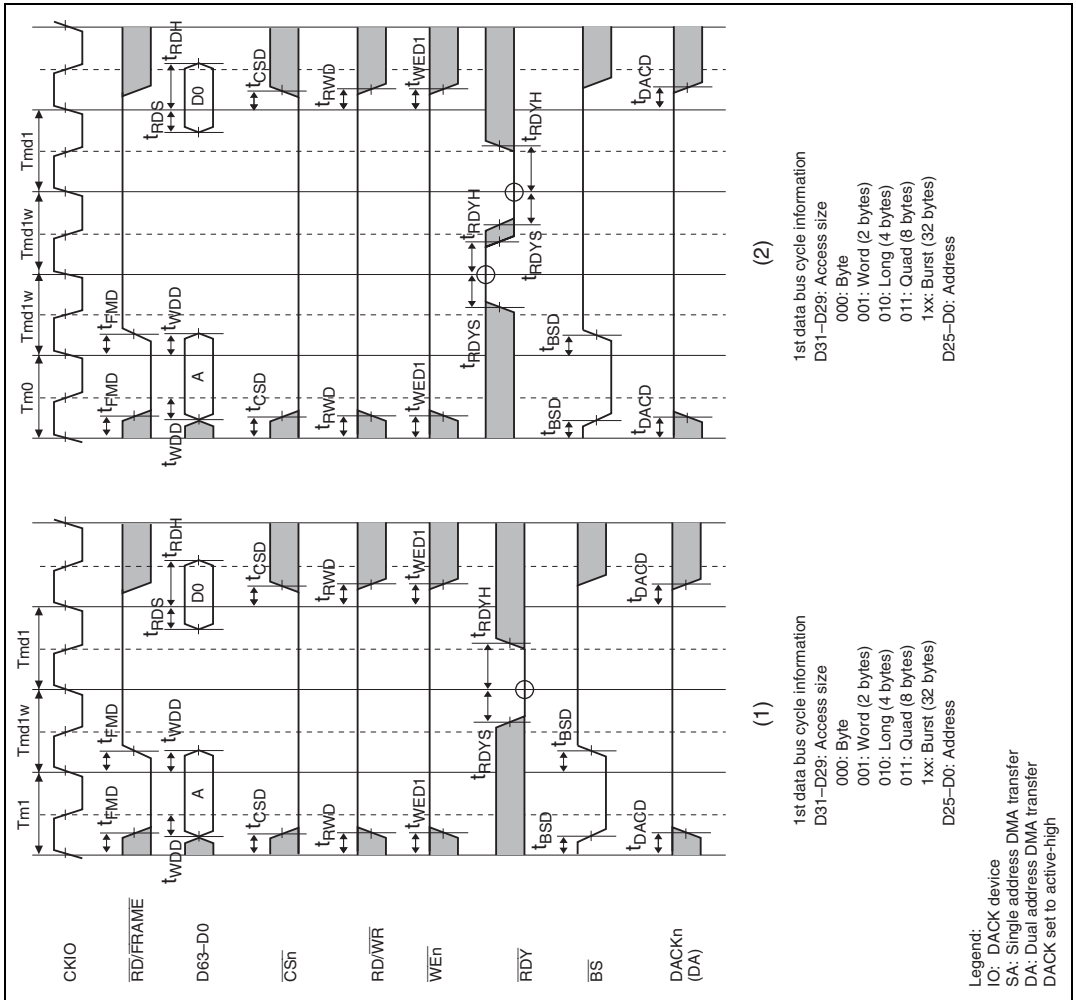 Tm1
Tmd1w
Tmd1
CKIO
tFMD
tFMD
RD/FRAME
tWDD
tWDD
tRDS
tRDH
D63–D0
A
D0
tCSD
tCSD
CSn
tRWD
tRWD
RD/WR
tWED1
tWED1
WEn
tRDYS
tRDYH
RDY
tBSD
tBSD
BS
tDACD
tDACD
DACKn
(DA)
(1)
1st data bus cycle information
D31–D29: Access size
000: Byte
001: Word (2 bytes)
010: Long (4 bytes)
011: Quad (8 bytes)
1xx: Burst (32 bytes)
D25–D0: Address
Tm0
Tmd1w
Tmd1w
Tmd1
tFMD
tFMD
tWDD
tWDD
tRDS
tRDH
A
D0
tCSD
tCSD
tRWD
tRWD
tWED1
tWED1
tRDYS
tRDYH
tRDYS
tRDYH
tBSD
tBSD
tDACD
tDACD
(2)
1st data bus cycle information
D31–D29: Access size
000: Byte
001: Word (2 bytes)
010: Long (4 bytes)
011: Quad (8 bytes)
1xx: Burst (32 bytes)
D25–D0: Address
Legend:
IO: DACK device
SA: Single address DMA transfer
DA: Dual address DMA transfer
DACK set to active-high